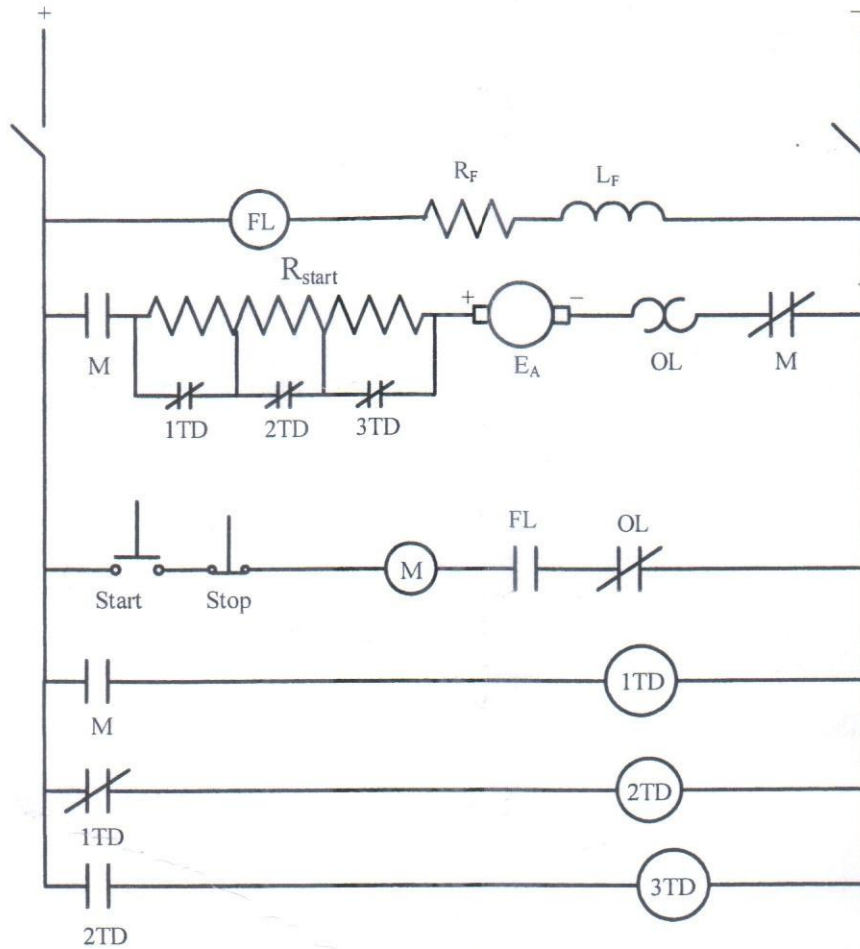 + −
R_F L_F
FL
R_start
+ −
M E_A OL M
1TD 2TD 3TD
FL OL
M
Start Stop
1TD
M
2TD
1TD
3TD
2TD